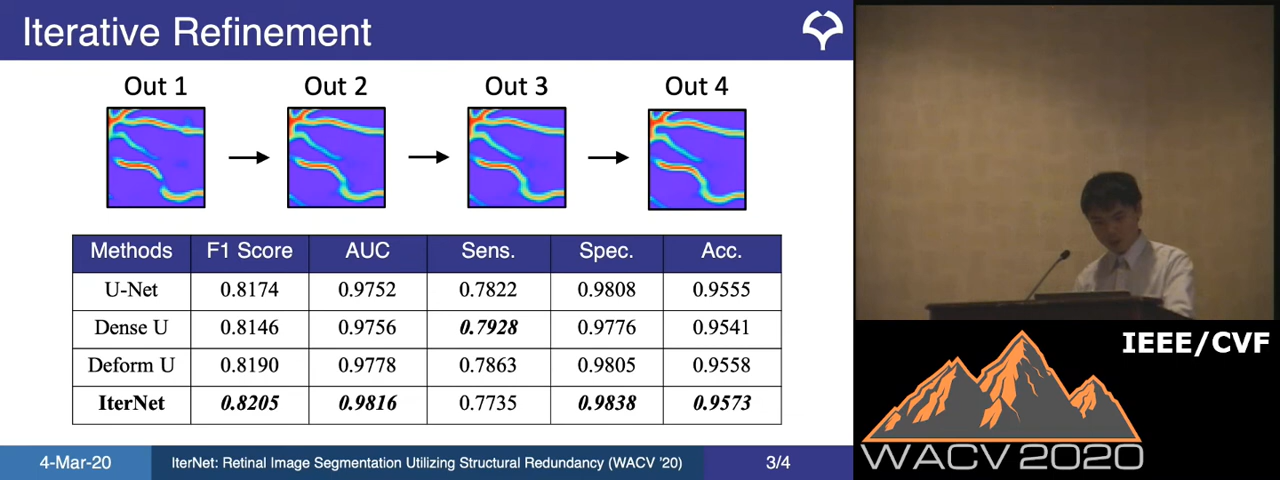 Iterative Refinement
Out 1 Out 2 Out 3 Out 4
Methods F1 Score AUC Sens. Spec. Acc.
U-Net 0.8174 0.9752 0.7822 0.9808 0.9555
Dense U 0.8146 0.9756 0.7928 0.9776 0.9541
Deform U 0.8190 0.9778 0.7863 0.9805 0.9558
IterNet 0.8205 0.9816 0.7735 0.9838 0.9573
4-Mar-20 IterNet: Retinal Image Segmentation Utilizing Structural Redundancy (WACV '20) 3/4
IEEE/CVF
WACV 2020